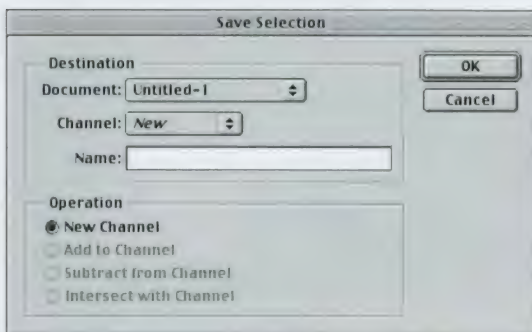 Save Selection
Destination
Document: Untitled-1
Channel: New
Name:
Operation
New Channel
Add to Channel
Subtract from Channel
Intersect with Channel
OK
Cancel